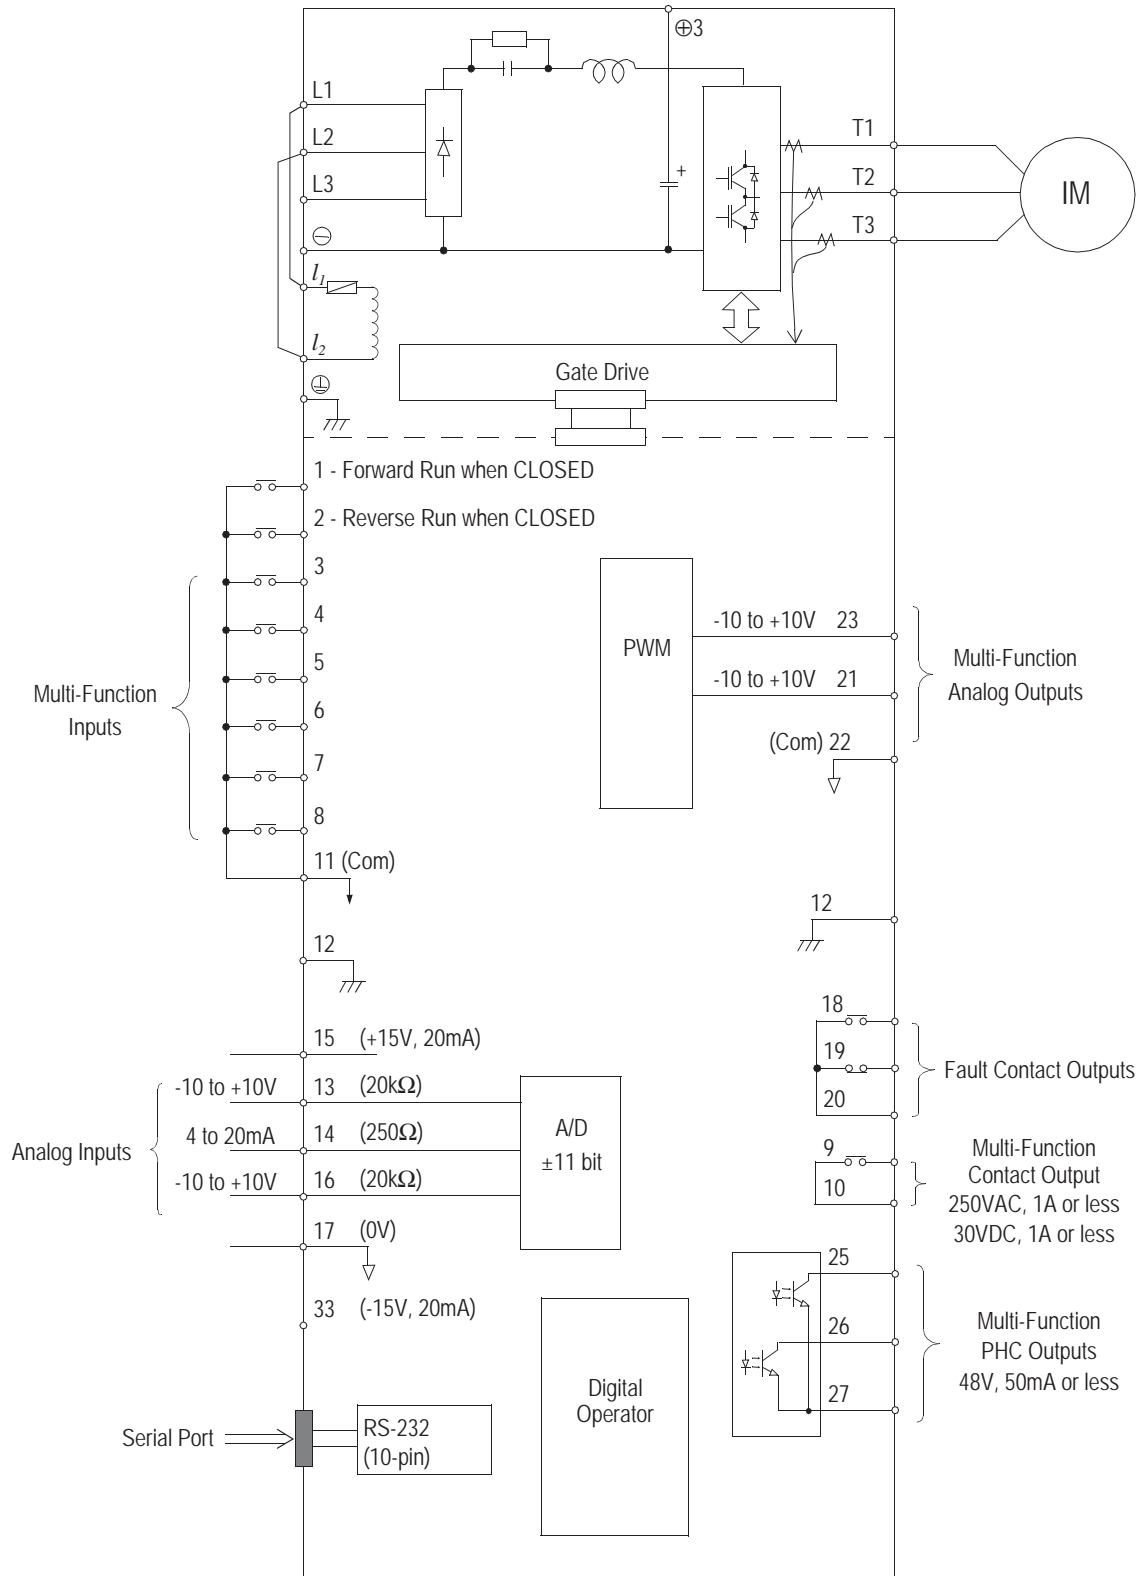 ⊕3
L1
L2
L3
⊖
l1
l2
T1
T2
T3
IM
Gate Drive
1 - Forward Run when CLOSED
2 - Reverse Run when CLOSED
3
4
5
6
7
8
Multi-Function
Inputs
11 (Com)
12
PWM
-10 to +10V 23
-10 to +10V 21
(Com) 22
Multi-Function
Analog Outputs
12
15 (+15V, 20mA)
-10 to +10V 13 (20kΩ)
4 to 20mA 14 (250Ω)
-10 to +10V 16 (20kΩ)
17 (0V)
33 (-15V, 20mA)
Analog Inputs
A/D
±11 bit
18
19
20
Fault Contact Outputs
9
10
Multi-Function
Contact Output
250VAC, 1A or less
30VDC, 1A or less
25
26
27
Multi-Function
PHC Outputs
48V, 50mA or less
Digital
Operator
Serial Port
RS-232
(10-pin)